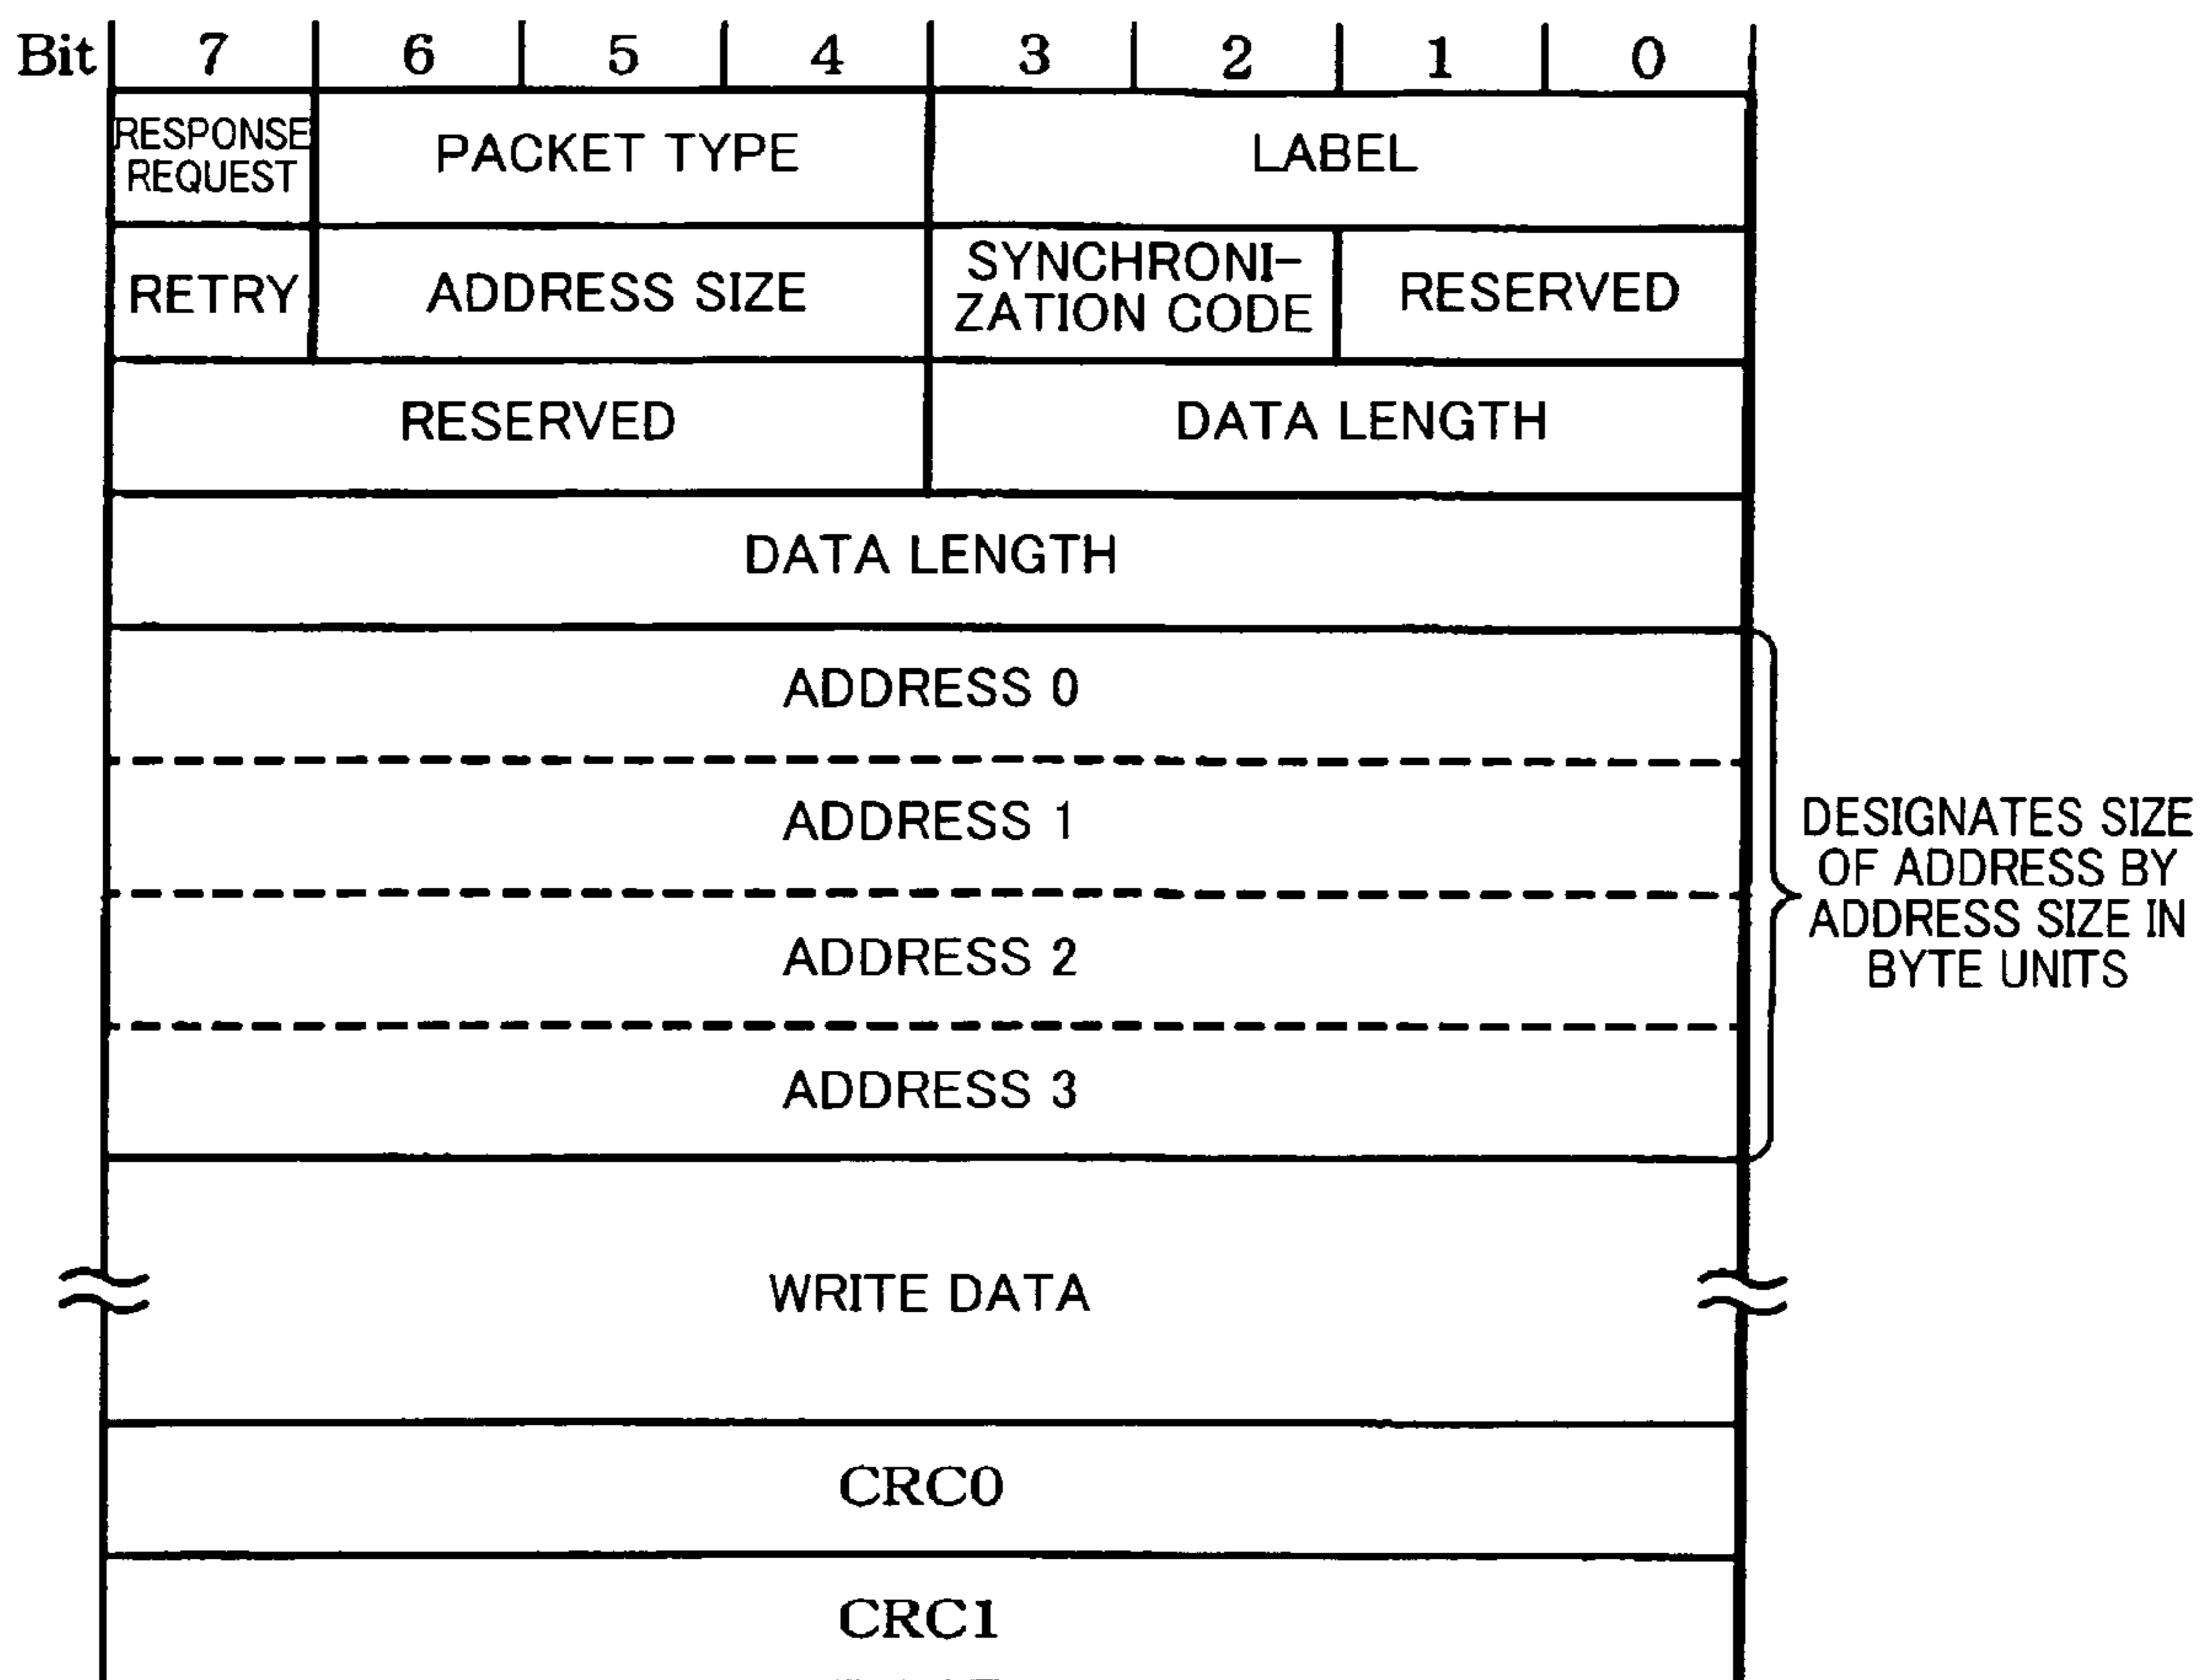 Bit 7 6 5 4 3 2 1 0
RESPONSE
REQUEST
PACKET TYPE
LABEL
RETRY
ADDRESS SIZE
SYNCHRONI-
ZATION CODE
RESERVED
RESERVED
DATA LENGTH
DATA LENGTH
ADDRESS 0
ADDRESS 1
ADDRESS 2
ADDRESS 3
DESIGNATES SIZE
OF ADDRESS BY
ADDRESS SIZE IN
BYTE UNITS
WRITE DATA
CRC0
CRC1